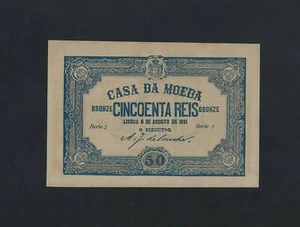 CASA DA MOEDA
BRONZE CINCOENTA REIS BRONZE
LISBOA 6 DE AGOSTO DE 1891
Serie 1 O DIRECTOR Serie 1
50